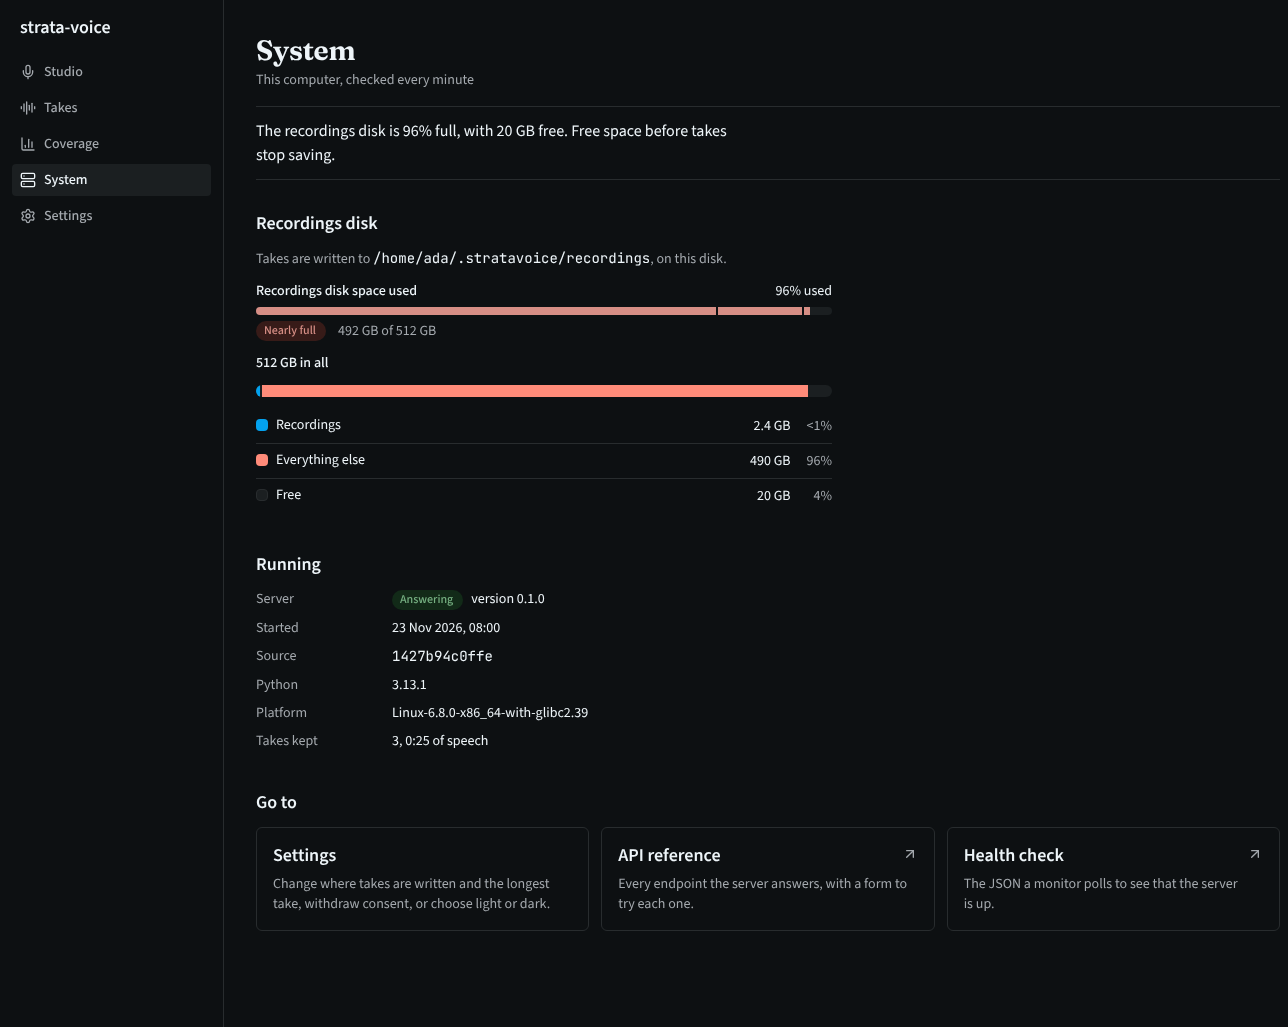 strata-voice
Studio
Takes
Coverage
System
Settings
System
This computer, checked every minute
The recordings disk is 96% full, with 20 GB free. Free space before takes
stop saving.
Recordings disk
Takes are written to /home/ada/.stratavoice/recordings, on this disk.
Recordings disk space used 96% used
Nearly full 492 GB of 512 GB
512 GB in all
Recordings 2.4 GB <1%
Everything else 490 GB 96%
Free 20 GB 4%
Running
Server Answering version 0.1.0
Started 23 Nov 2026, 08:00
Source 1427b94c0ffe
Python 3.13.1
Platform Linux-6.8.0-x86_64-with-glibc2.39
Takes kept 3, 0:25 of speech
Go to
Settings
Change where takes are written and the longest
take, withdraw consent, or choose light or dark.
API reference
Every endpoint the server answers, with a form to
try each one.
Health check
The JSON a monitor polls to see that the server
is up.